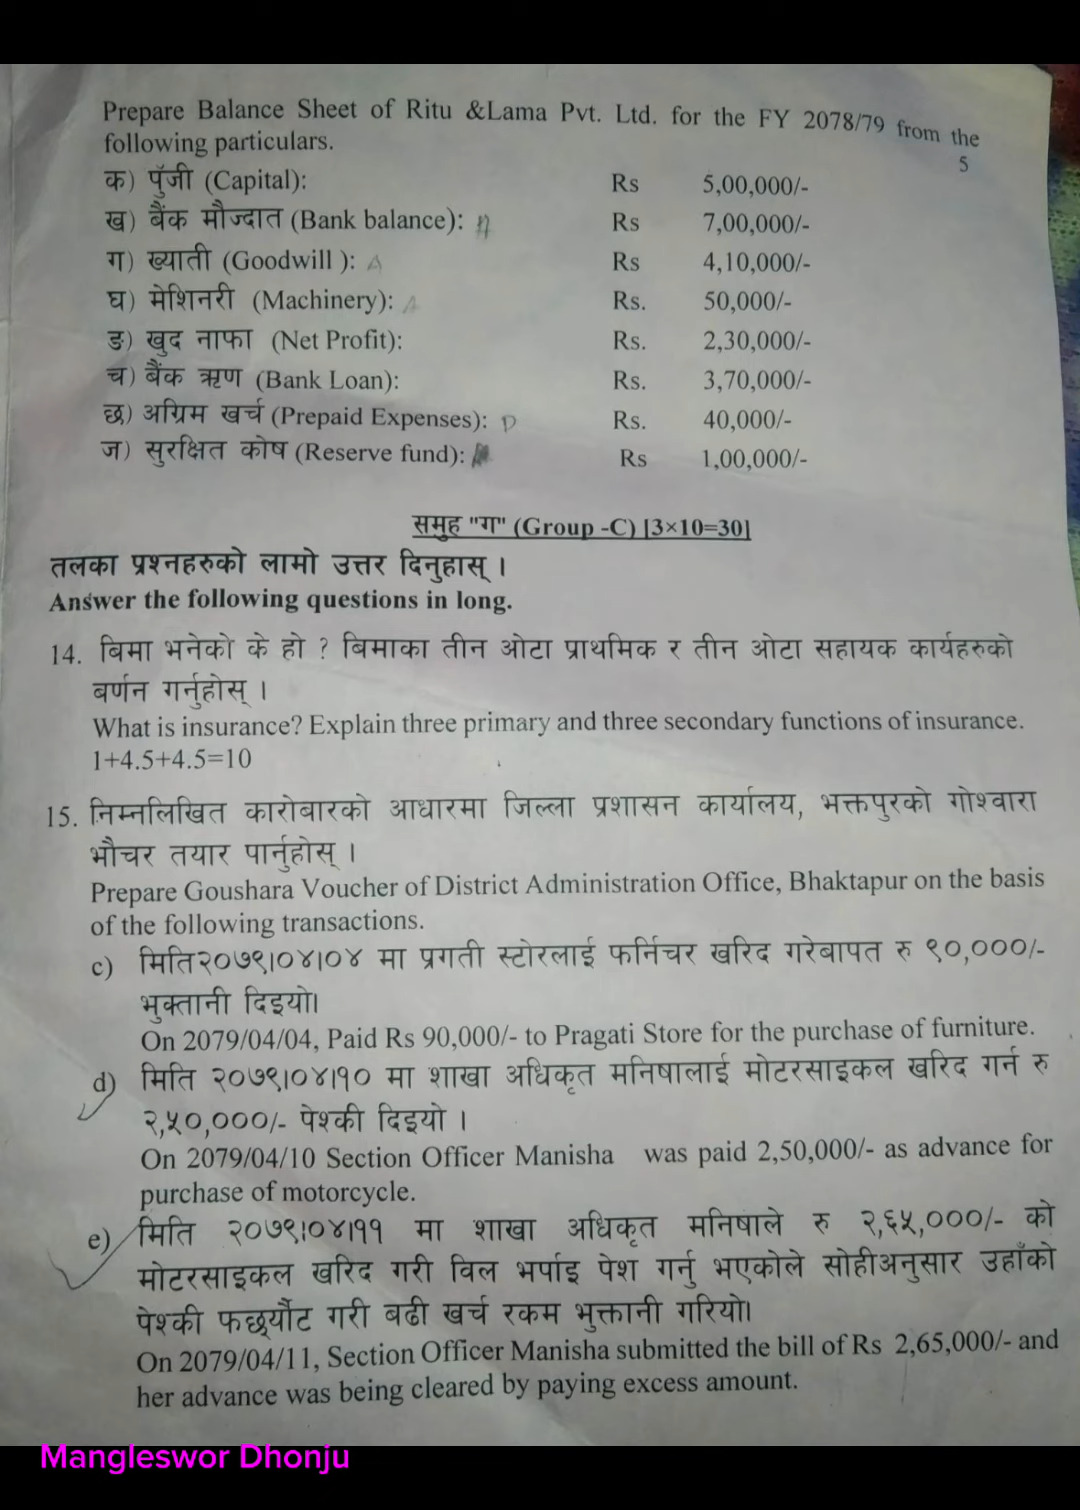 Prepare Balance Sheet of Ritu &Lama Pvt. Ltd. for the FY 2078/79 from the
following particulars. 5
क) पुँजी (Capital): Rs 5,00,000/-
ख) बैंक मौज्दात (Bank balance): Rs 7,00,000/-
ग) ख्याती (Goodwill ): Rs 4,10,000/-
घ) मेशिनरी (Machinery): Rs. 50,000/-
ङ) खुद नाफा (Net Profit): Rs. 2,30,000/-
च) बैंक ऋण (Bank Loan): Rs. 3,70,000/-
छ) अग्रिम खर्च (Prepaid Expenses): Rs. 40,000/-
ज) सुरक्षित कोष (Reserve fund): Rs 1,00,000/-
समुह "ग" (Group -C) [3×10=30]
तलका प्रश्नहरुको लामो उत्तर दिनुहास् ।
Answer the following questions in long.
14. बिमा भनेको के हो ? बिमाका तीन ओटा प्राथमिक र तीन ओटा सहायक कार्यहरुको
बर्णन गर्नुहोस् ।
What is insurance? Explain three primary and three secondary functions of insurance.
1+4.5+4.5=10
15. निम्नलिखित कारोबारको आधारमा जिल्ला प्रशासन कार्यालय, भक्तपुरको गोश्वारा
भौचर तयार पार्नुहोस् ।
Prepare Goushara Voucher of District Administration Office, Bhaktapur on the basis
of the following transactions.
c) मिति२०७९।०४।०४ मा प्रगती स्टोरलाई फर्निचर खरिद गरेबापत रु ९०,०००/-
भुक्तानी दिइयो।
On 2079/04/04, Paid Rs 90,000/- to Pragati Store for the purchase of furniture.
d) मिति २०७९।०४।१० मा शाखा अधिकृत मनिषालाई मोटरसाइकल खरिद गर्न रु
२,५०,०००/- पेश्की दिइयो ।
On 2079/04/10 Section Officer Manisha was paid 2,50,000/- as advance for
purchase of motorcycle.
e) मिति २०७९।०४।११ मा शाखा अधिकृत मनिषाले रु २,६५,०००/- को
मोटरसाइकल खरिद गरी विल भर्पाइ पेश गर्नु भएकोले सोहीअनुसार उहाँको
पेश्की फछ्र्यौट गरी बढी खर्च रकम भुक्तानी गरियो।
On 2079/04/11, Section Officer Manisha submitted the bill of Rs 2,65,000/- and
her advance was being cleared by paying excess amount.
Mangleswor Dhonju